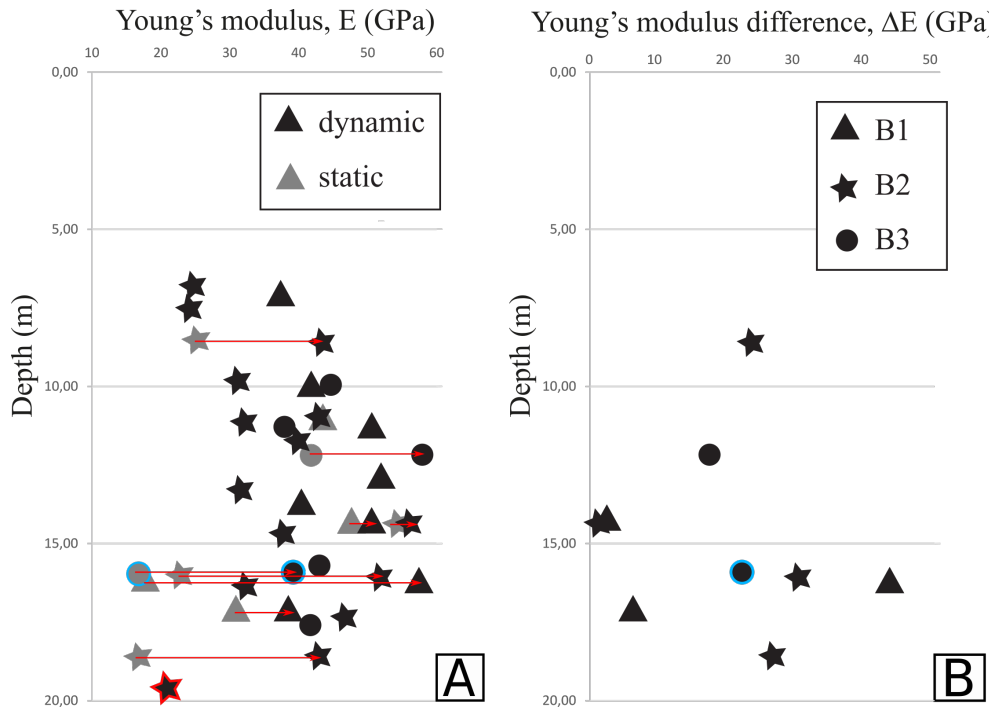 Young’s modulus, E (GPa)
10 20 30 40 50 60
0,00
dynamic
static
5,00
Depth (m)
10,00
15,00
20,00
A
Young’s modulus difference, ΔE (GPa)
0 10 20 30 40 50
0,00
B1
B2
B3
5,00
Depth (m)
10,00
15,00
20,00
B